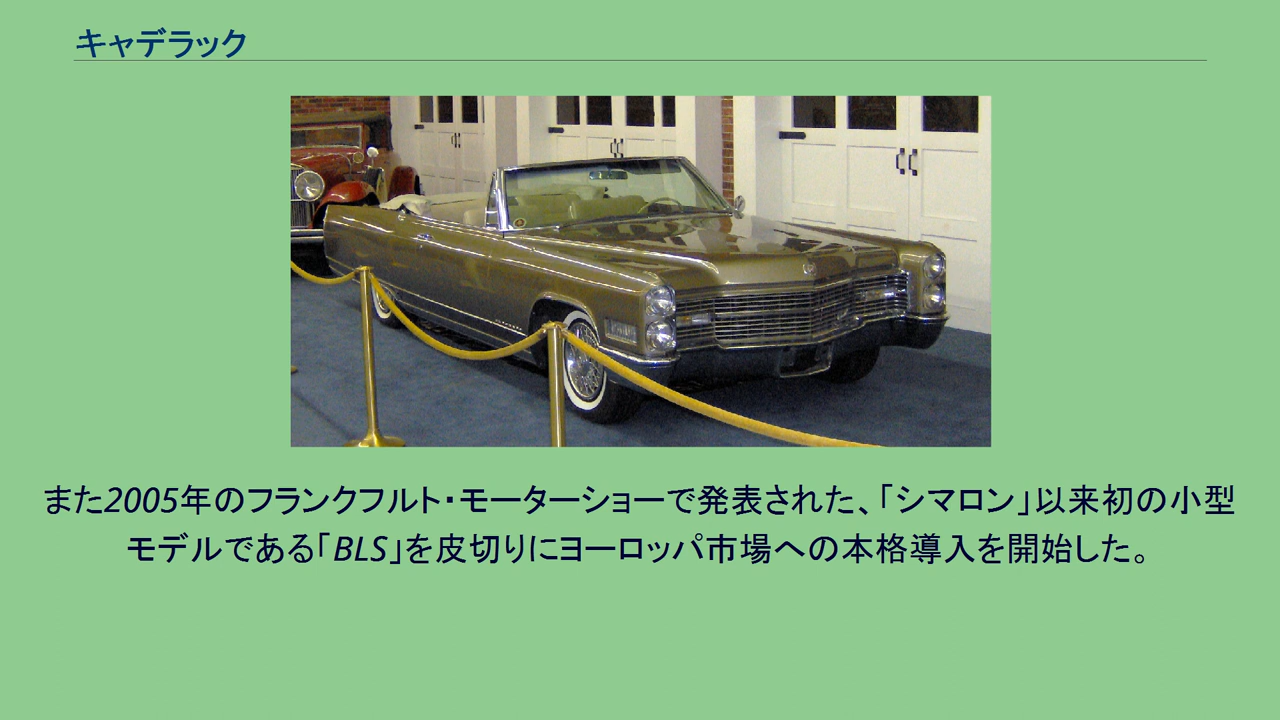 キャデラック
また2005年のフランクフルト・モーターショーで発表された、「シマロン」以来初の小型
モデルである「BLS」を皮切りにヨーロッパ市場への本格導入を開始した。